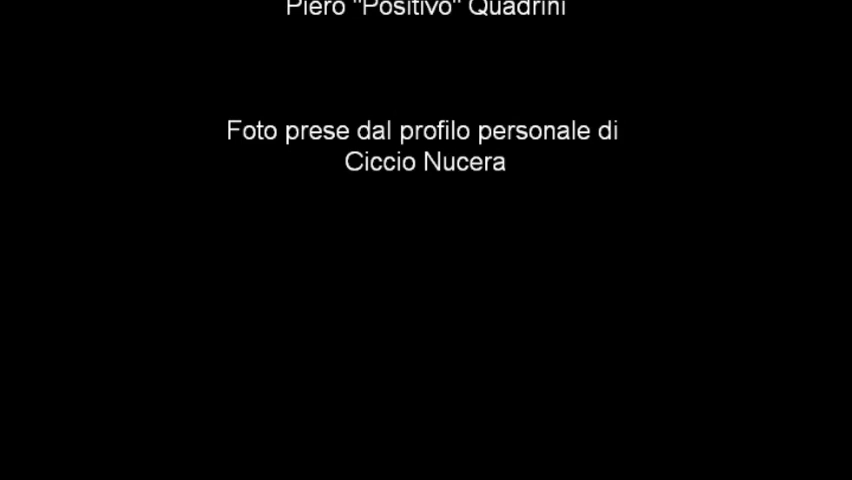 Piero "Positivo" Quadrini
Foto prese dal profilo personale di
Ciccio Nucera